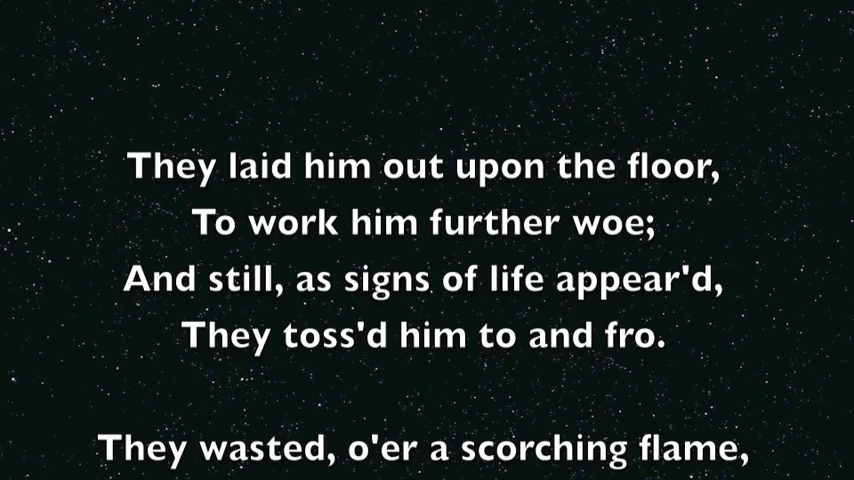 They laid him out upon the floor,
To work him further woe;
And still, as signs of life appear'd,
They toss'd him to and fro.
They wasted, o'er a scorching flame,